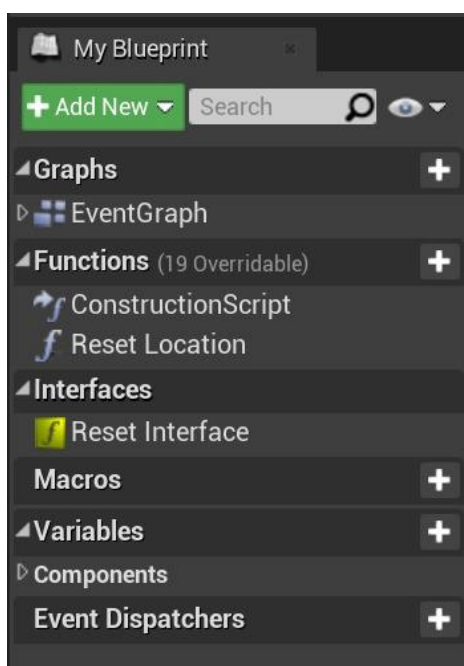 My Blueprint
Add New Search
Graphs
EventGraph
Functions (19 Overridable)
ConstructionScript
Reset Location
Interfaces
Reset Interface
Macros
Variables
Components
Event Dispatchers